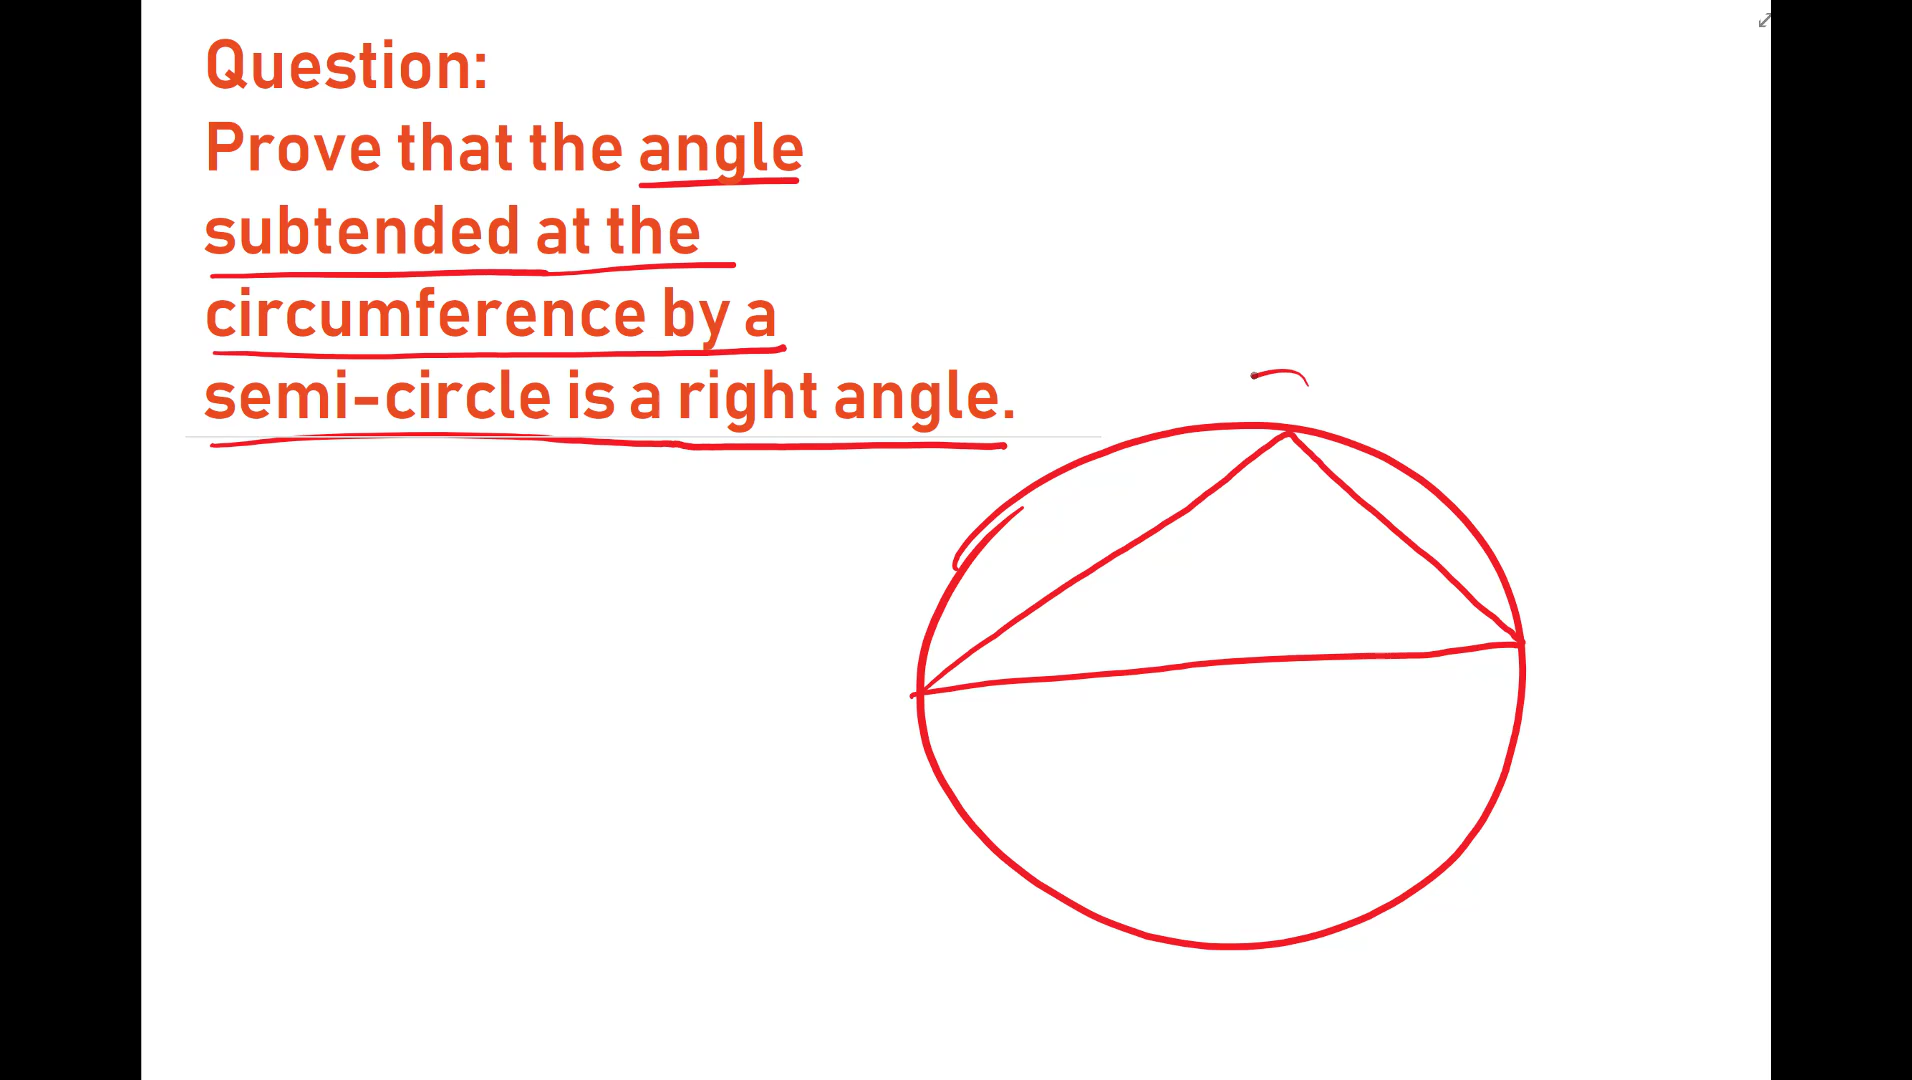 Question:
Prove that the angle
subtended at the
circumference by a
semi-circle is a right angle.